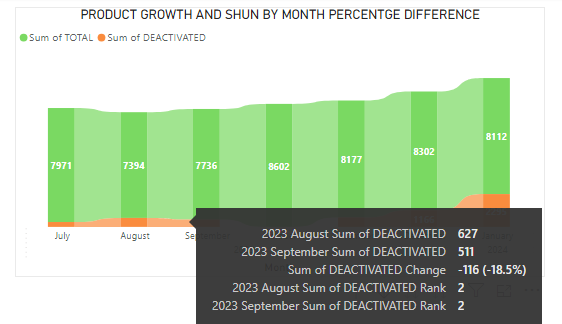 PRODUCT GROWTH AND SHUN BY MONTH PERCENTGE DIFFERENCE
Sum of TOTAL Sum of DEACTIVATED
8112
8302
8177
8602
7736
7394
7971
July August
2023 August Sum of DEACTIVATED 627
2023 September Sum of DEACTIVATED 511
Sum of DEACTIVATED Change -116 (-18.5%)
2023 August Sum of DEACTIVATED Rank 2
2023 September Sum of DEACTIVATED Rank 2